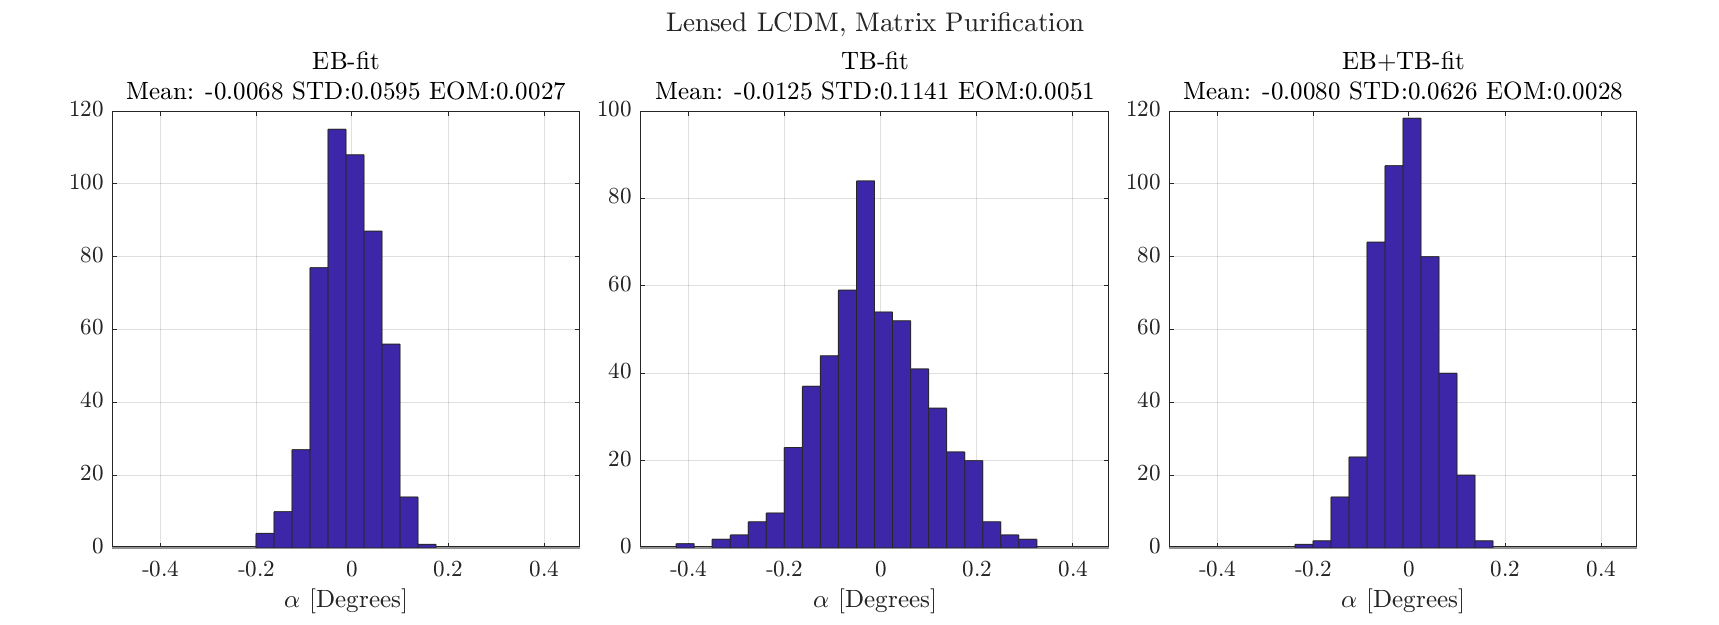 Lensed LCDM, Matrix Purification
EB-fit
Mean: -0.0068 STD:0.0595 EOM:0.0027
120
100
80
60
40
20
0
-0.4 -0.2 0 0.2 0.4
α [Degrees]
TB-fit
Mean: -0.0125 STD:0.1141 EOM:0.0051
100
80
60
40
20
0
-0.4 -0.2 0 0.2 0.4
α [Degrees]
EB+TB-fit
Mean: -0.0080 STD:0.0626 EOM:0.0028
120
100
80
60
40
20
0
-0.4 -0.2 0 0.2 0.4
α [Degrees]